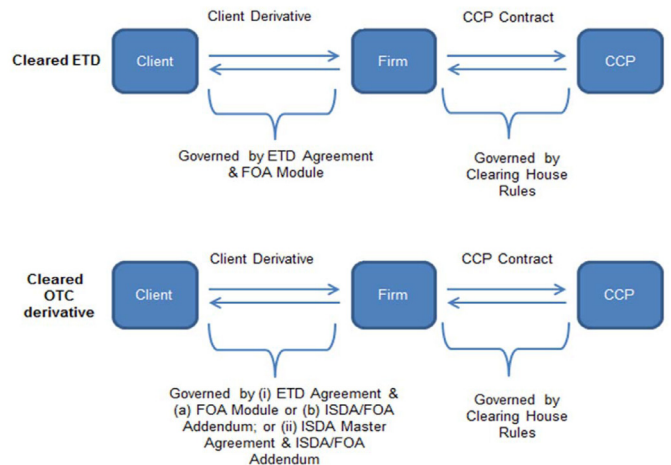 Client Derivative
CCP Contract
Cleared ETD
Client
Firm
CCP
Governed by ETD Agreement
& FOA Module
Governed by
Clearing House
Rules
Client Derivative
CCP Contract
Cleared
OTC
derivative
Client
Firm
CCP
Governed by (i) ETD Agreement &
(a) FOA Module or (b) ISDA/FOA
Addendum; or (ii) ISDA Master
Agreement & ISDA/FOA
Addendum
Governed by
Clearing House
Rules